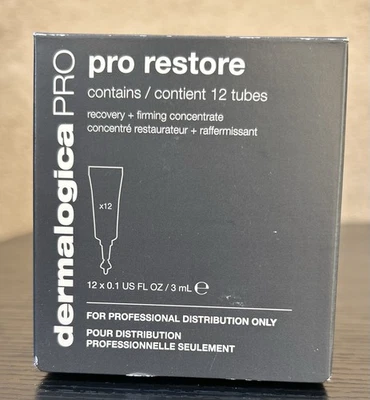 dermalogica PRO
pro restore
contains / contient 12 tubes
recovery + firming concentrate
concentré restaurateur + raffermissant
x12
12 x 0.1 US FL OZ / 3 mL ℮
FOR PROFESSIONAL DISTRIBUTION ONLY
POUR DISTRIBUTION
PROFESSIONNELLE SEULEMENT